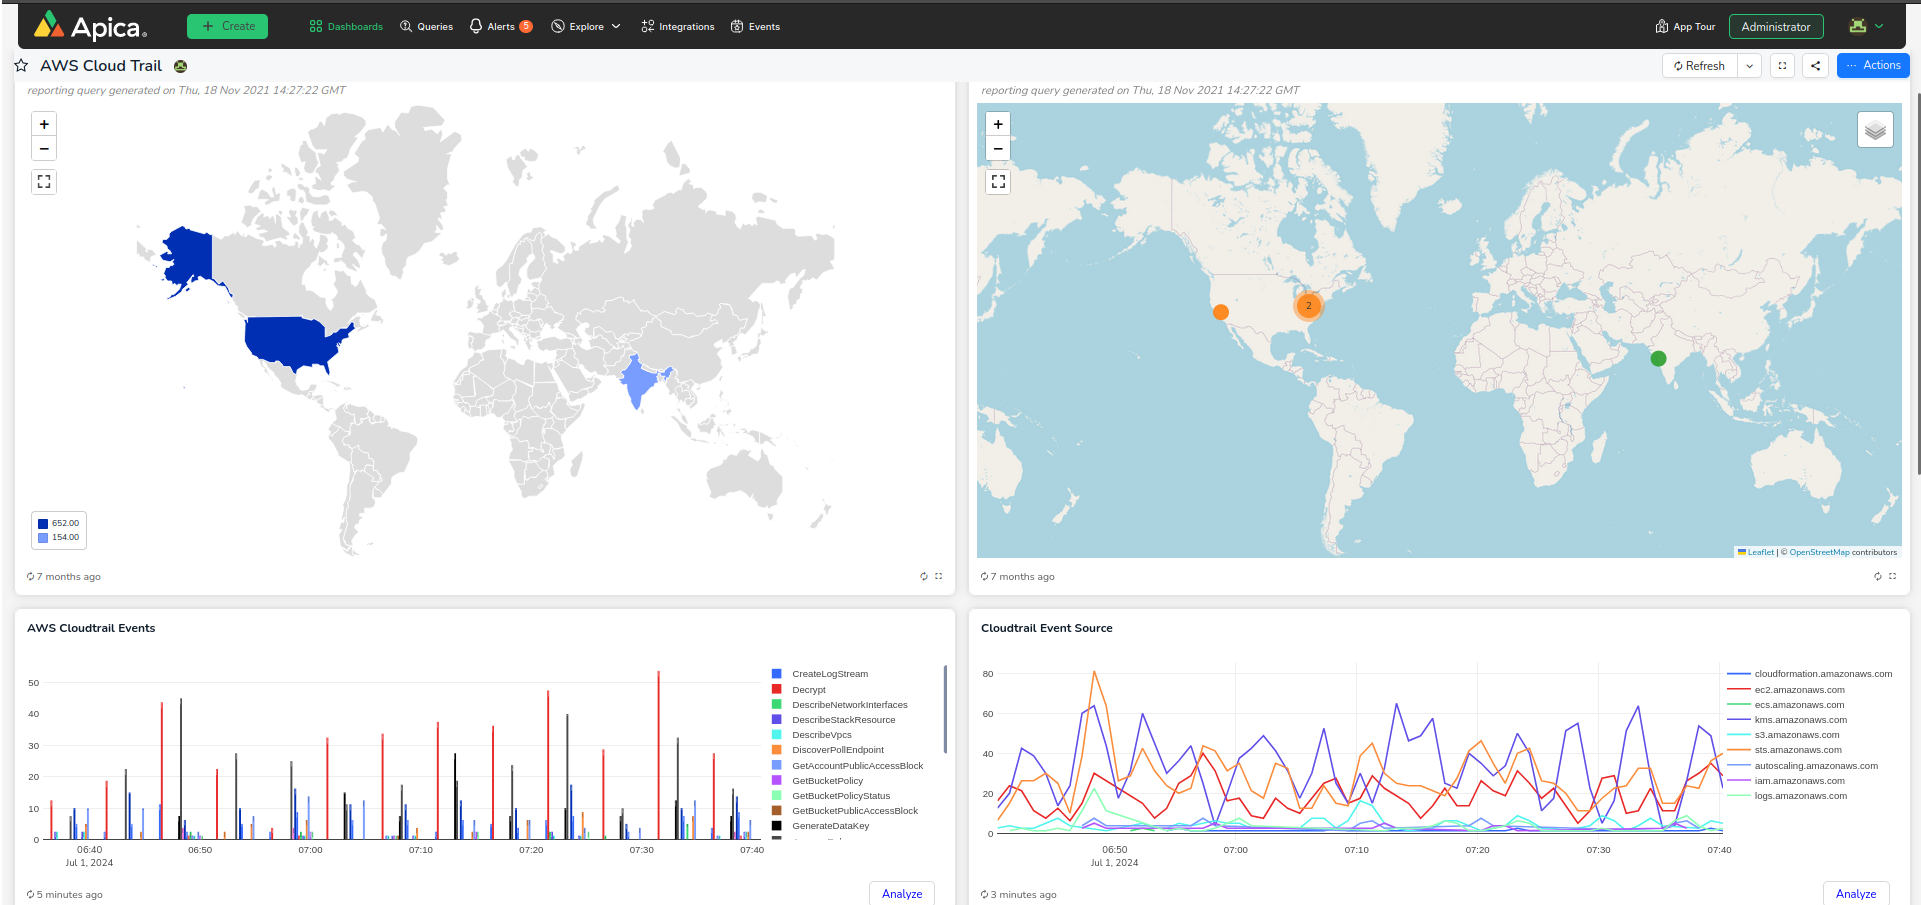 Apica
Create
Dashboards
Queries
Alerts 5
Explore
Integrations
Events
App Tour
Administrator
AWS Cloud Trail
Refresh
··· Actions
reporting query generated on Thu, 18 Nov 2021 14:27:22 GMT
+
−
652.00
154.00
7 months ago
reporting query generated on Thu, 18 Nov 2021 14:27:22 GMT
+
−
2
Leaflet | © OpenStreetMap contributors
7 months ago
AWS Cloudtrail Events
50
40
30
20
10
0
06:40 06:50 07:00 07:10 07:20 07:30 07:40
Jul 1, 2024
CreateLogStream
Decrypt
DescribeNetworkInterfaces
DescribeStackResource
DescribeVpcs
DiscoverPollEndpoint
GetAccountPublicAccessBlock
GetBucketPolicy
GetBucketPolicyStatus
GetBucketPublicAccessBlock
GenerateDataKey
5 minutes ago
Analyze
Cloudtrail Event Source
80
60
40
20
0
06:50 07:00 07:10 07:20 07:30 07:40
Jul 1, 2024
cloudformation.amazonaws.com
ec2.amazonaws.com
ecs.amazonaws.com
kms.amazonaws.com
s3.amazonaws.com
sts.amazonaws.com
autoscaling.amazonaws.com
iam.amazonaws.com
logs.amazonaws.com
3 minutes ago
Analyze